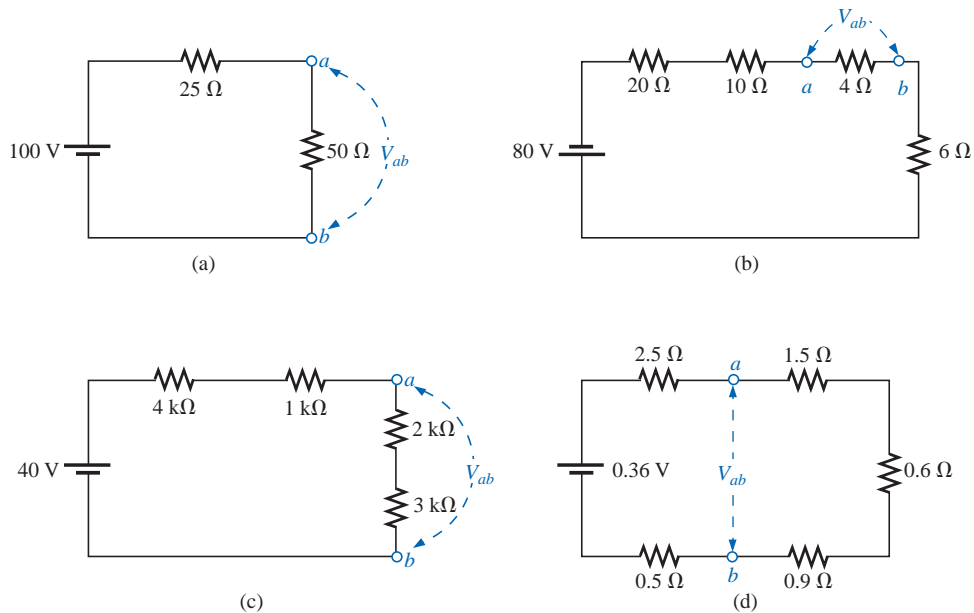 V_ab
a
25 Ω
20 Ω
10 Ω
a
4 Ω
b
100 V
50 Ω
V_ab
80 V
6 Ω
b
(a)
(b)
2.5 Ω
a
1.5 Ω
a
4 kΩ
1 kΩ
2 kΩ
40 V
V_ab
0.36 V
V_ab
0.6 Ω
3 kΩ
b
0.5 Ω
b
0.9 Ω
(c)
(d)